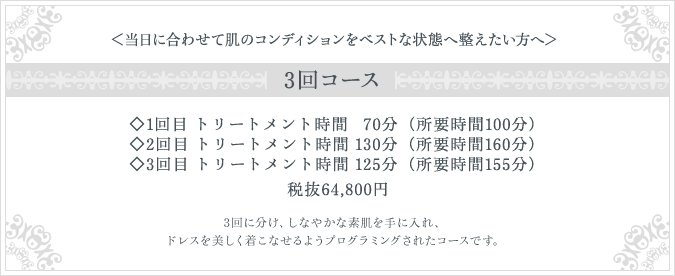 ＜当日に合わせて肌のコンディションをベストな状態へ整えたい方へ＞
3回コース
◇1回目 トリートメント時間 70分（所要時間100分）
◇2回目 トリートメント時間 130分（所要時間160分）
◇3回目 トリートメント時間 125分（所要時間155分）
税抜64,800円
3回に分け、しなやかな素肌を手に入れ、
ドレスを美しく着こなせるようプログラミングされたコースです。